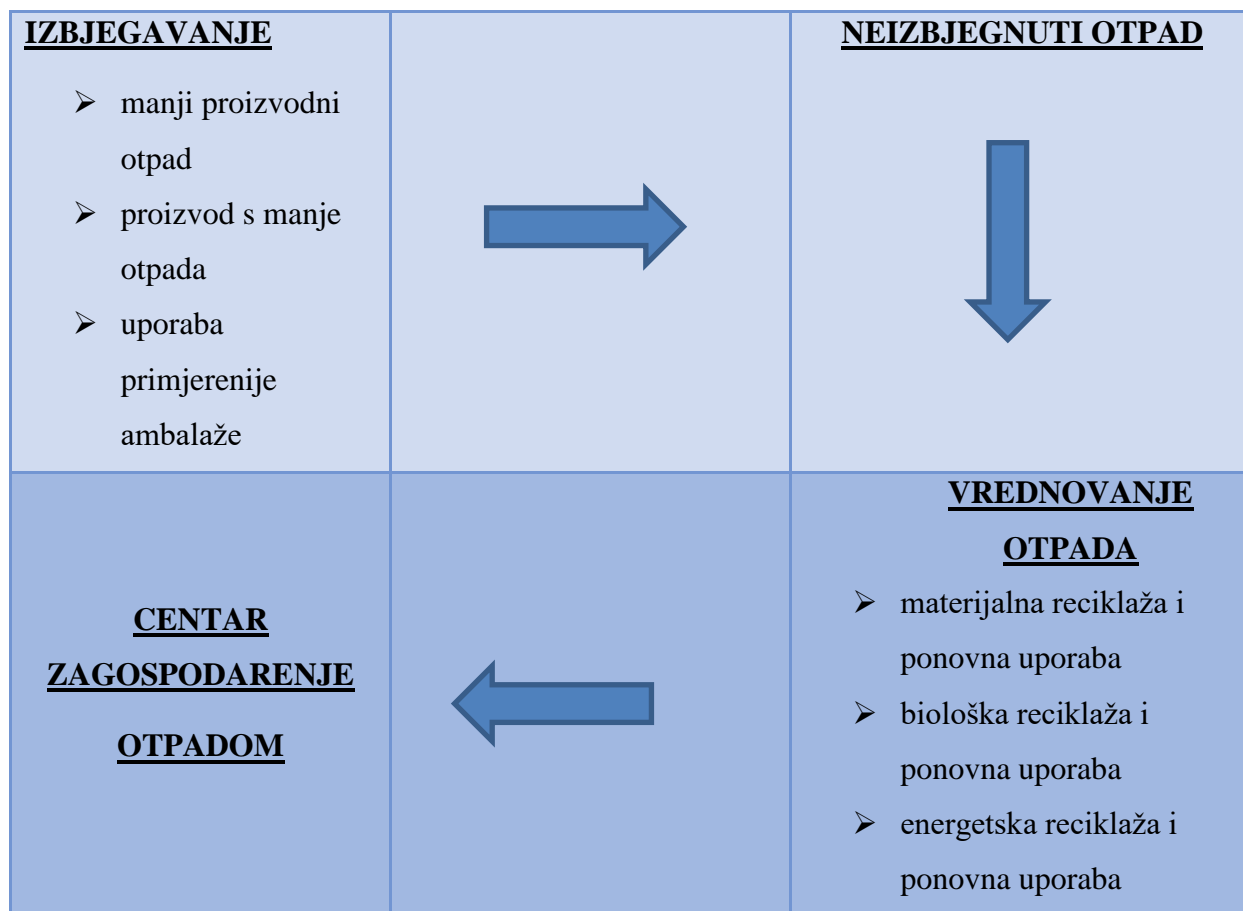 IZBJEGAVANJE
➢ manji proizvodni
otpad
➢ proizvod s manje
otpada
➢ uporaba
primjerenije
ambalaže
NEIZBJEGNUTI OTPAD
CENTAR
ZAGOSPODARENJE
OTPADOM
VREDNOVANJE
OTPADA
➢ materijalna reciklaža i
ponovna uporaba
➢ biološka reciklaža i
ponovna uporaba
➢ energetska reciklaža i
ponovna uporaba